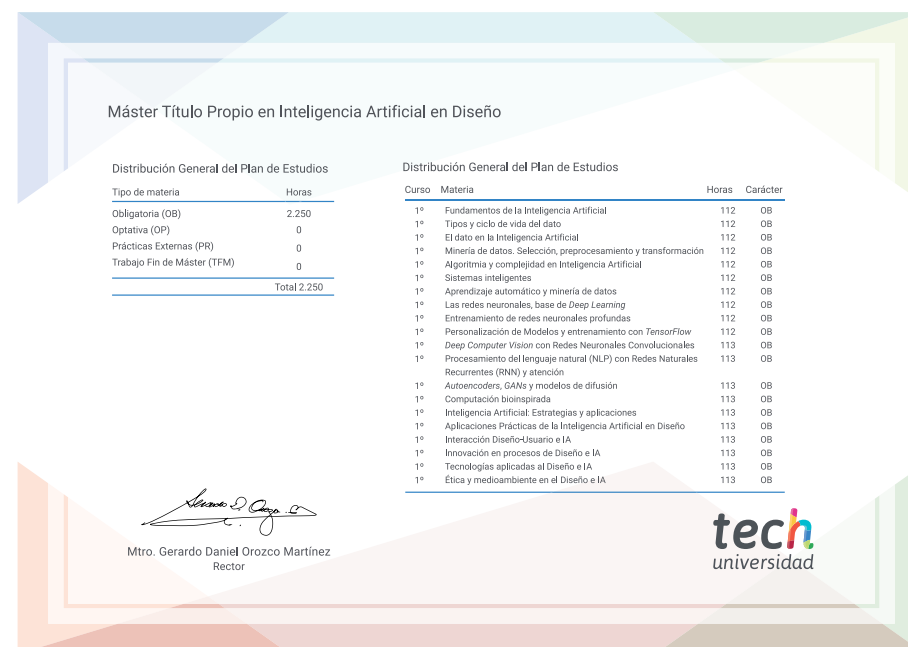 Máster Título Propio en Inteligencia Artificial en Diseño
Distribución General del Plan de Estudios
Tipo de materia Horas
Obligatoria (OB) 2.250
Optativa (OP) 0
Prácticas Externas (PR) 0
Trabajo Fin de Máster (TFM) 0
Total 2.250
Distribución General del Plan de Estudios
Curso Materia Horas Carácter
1º Fundamentos de la Inteligencia Artificial 112 OB
1º Tipos y ciclo de vida del dato 112 OB
1º El dato en la Inteligencia Artificial 112 OB
1º Minería de datos. Selección, preprocesamiento y transformación 112 OB
1º Algoritmia y complejidad en Inteligencia Artificial 112 OB
1º Sistemas inteligentes 112 OB
1º Aprendizaje automático y minería de datos 112 OB
1º Las redes neuronales, base de Deep Learning 112 OB
1º Entrenamiento de redes neuronales profundas 112 OB
1º Personalización de Modelos y entrenamiento con TensorFlow 112 OB
1º Deep Computer Vision con Redes Neuronales Convolucionales 113 OB
1º Procesamiento del lenguaje natural (NLP) con Redes Naturales 113 OB
Recurrentes (RNN) y atención
1º Autoencoders, GANs y modelos de difusión 113 OB
1º Computación bioinspirada 113 OB
1º Inteligencia Artificial: Estrategias y aplicaciones 113 OB
1º Aplicaciones Prácticas de la Inteligencia Artificial en Diseño 113 OB
1º Interacción Diseño-Usuario e IA 113 OB
1º Innovación en procesos de Diseño e IA 113 OB
1º Tecnologías aplicadas al Diseño e IA 113 OB
1º Ética y medioambiente en el Diseño e IA 113 OB
Mtro. Gerardo Daniel Orozco Martínez
Rector
tech
universidad